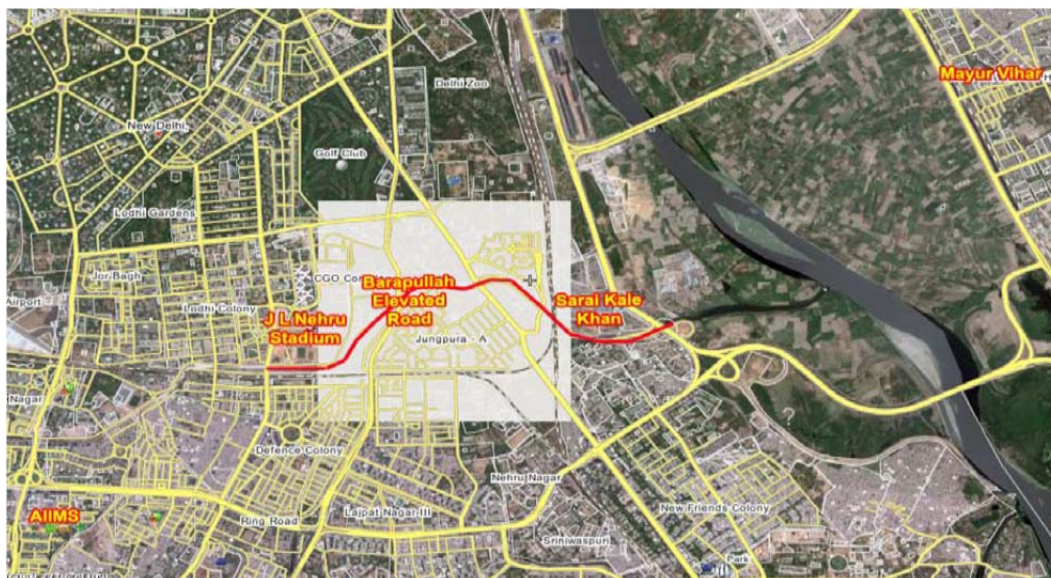 Delhi Zoo
Mayur Vihar
H
New Delhi
Golf Club
Lodhi Gardens
Jor Bagh
CGO Com
Airport
Barapullah
Elevated
Road
Sarai Kale
Khan
Lodhi Colony
J L Nehru
Stadium
Jungpura - A
Nagar
?
Defence Colony
Nehru Nagar
AIIMS
Ring Road
Lajpat Nagar-III
New Friends Colony
Sriniwaspuri
Park